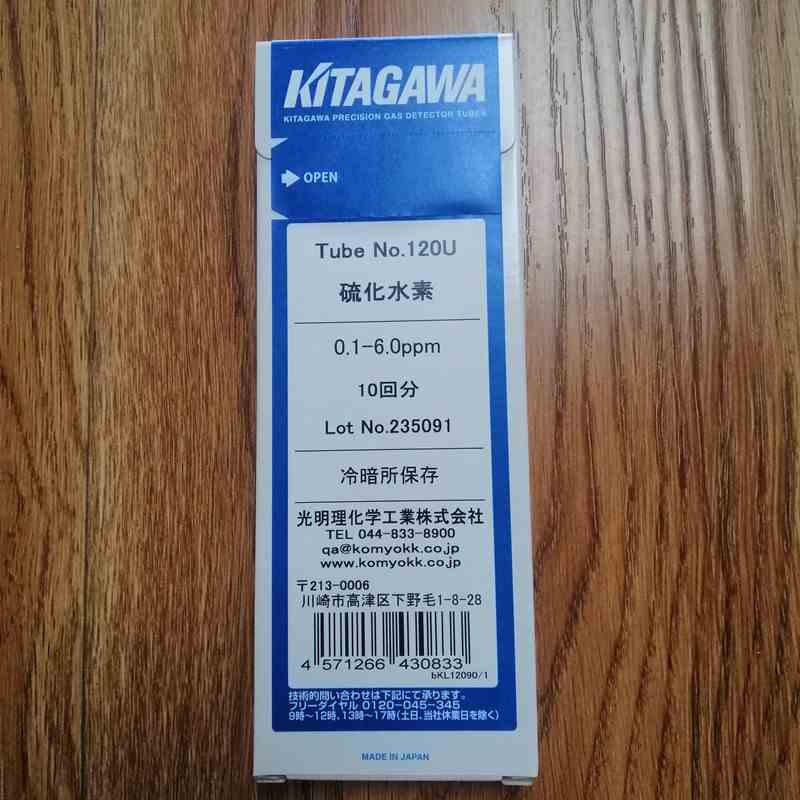 KITAGAWA
KITAGAWA PRECISION GAS DETECTOR TUBES
OPEN
Tube No.120U
硫化水素
0.1-6.0ppm
10回分
Lot No.235091
冷暗所保存
光明理化学工業株式会社
TEL 044-833-8900
qa@komyokk.co.jp
www.komyokk.co.jp
〒213-0006
川崎市高津区下野毛1-8-28
4 571266 430833
bKL12090/1
技術的問い合わせは下記にて承ります。
フリーダイヤル 0120-045-345
9時～12時、13時～17時(土日、当社休業日を除く)
MADE IN JAPAN